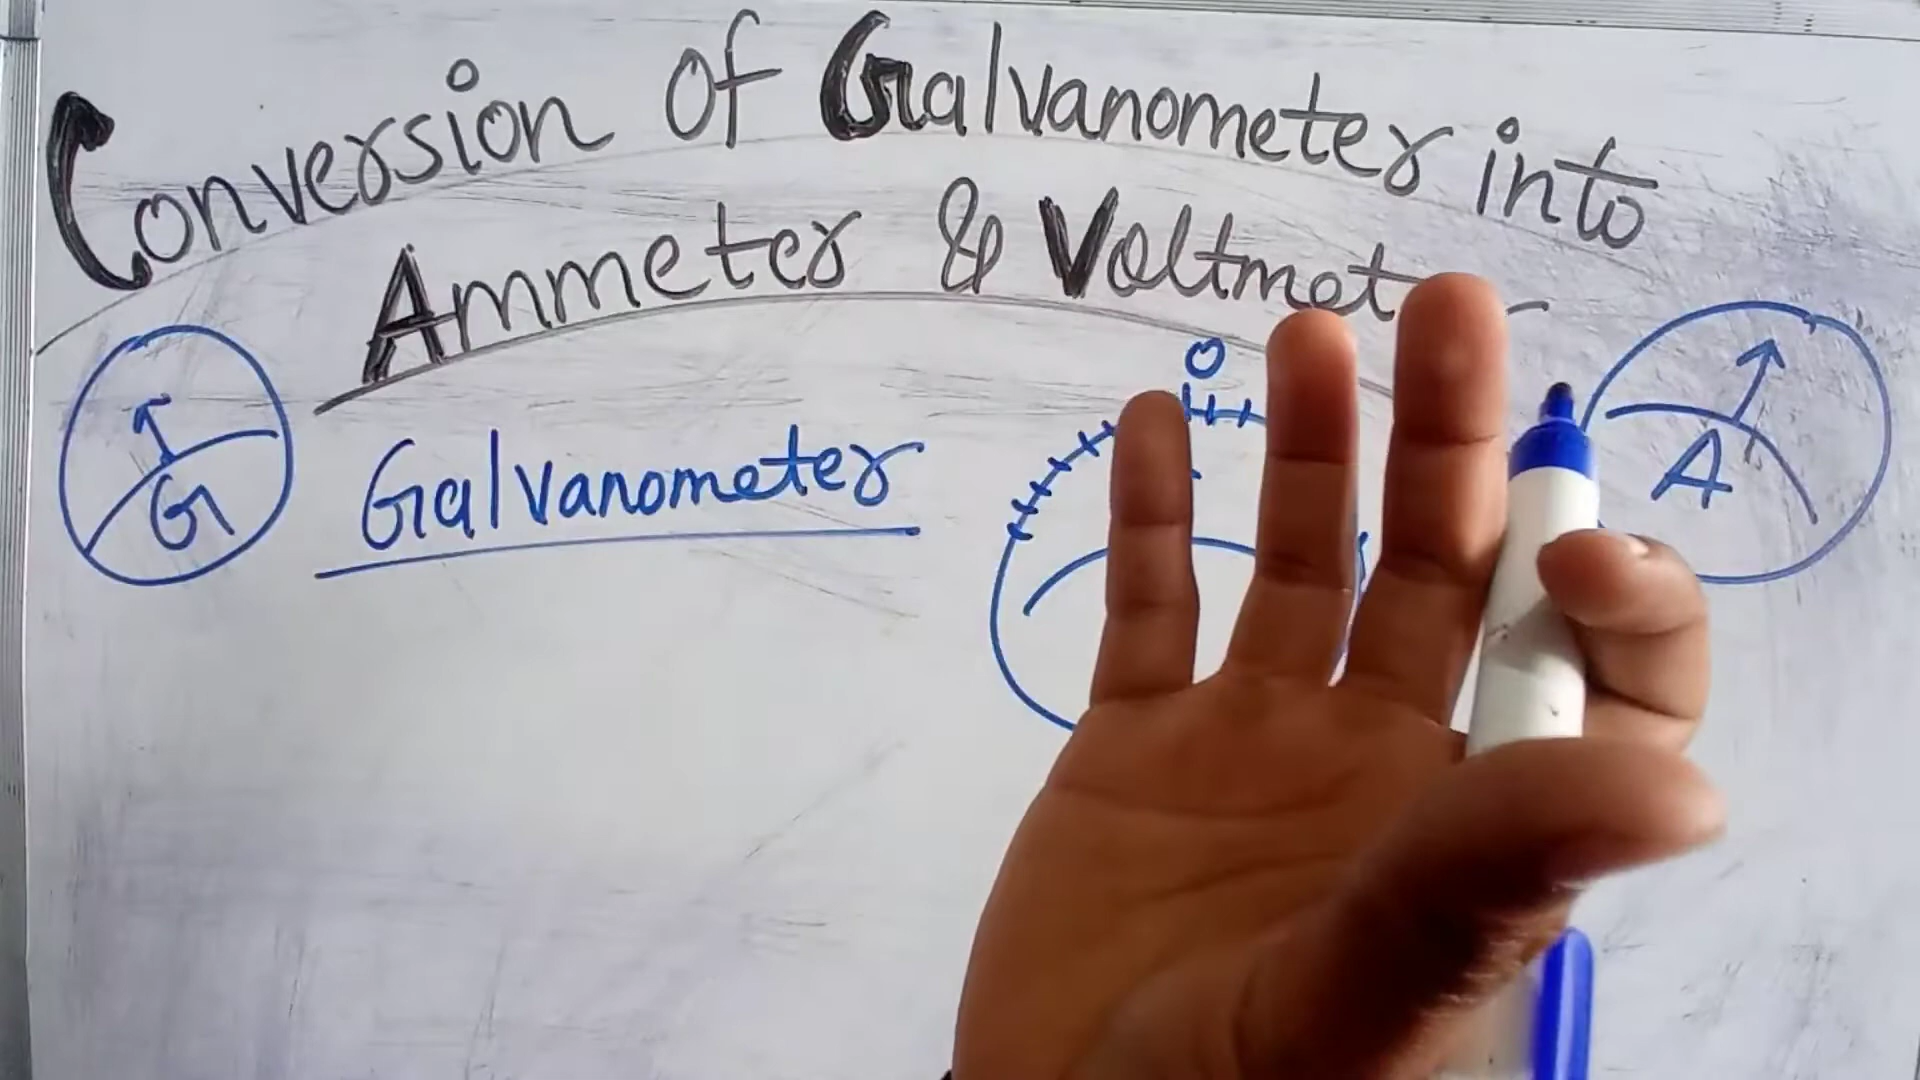 Conversion of Galvanometer into
Ammeter & Voltmet
0
G
Galvanometer
A